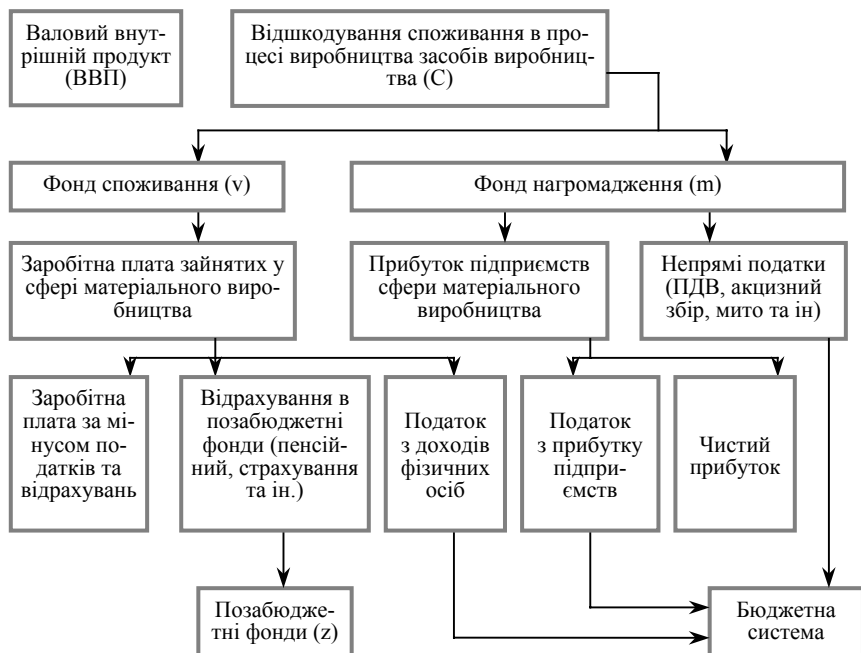 Валовий внут-
рішній продукт
(ВВП)
Відшкодування споживання в про-
цесі виробництва засобів виробниц-
тва (С)
Фонд споживання (v)
Фонд нагромадження (m)
Заробітна плата зайнятих у
сфері матеріального виро-
бництва
Прибуток підприємств
сфери матеріального
виробництва
Непрямі податки
(ПДВ, акцизний
збір, мито та ін)
Заробітна
плата за мі-
нусом по-
датків та
відрахувань
Відрахування в
позабюджетні
фонди (пенсій-
ний, страхування
та ін.)
Податок
з доходів
фізичних
осіб
Податок
з прибутку
підпри-
ємств
Чистий
прибуток
Позабюдже-
тні фонди (z)
Бюджетна
система